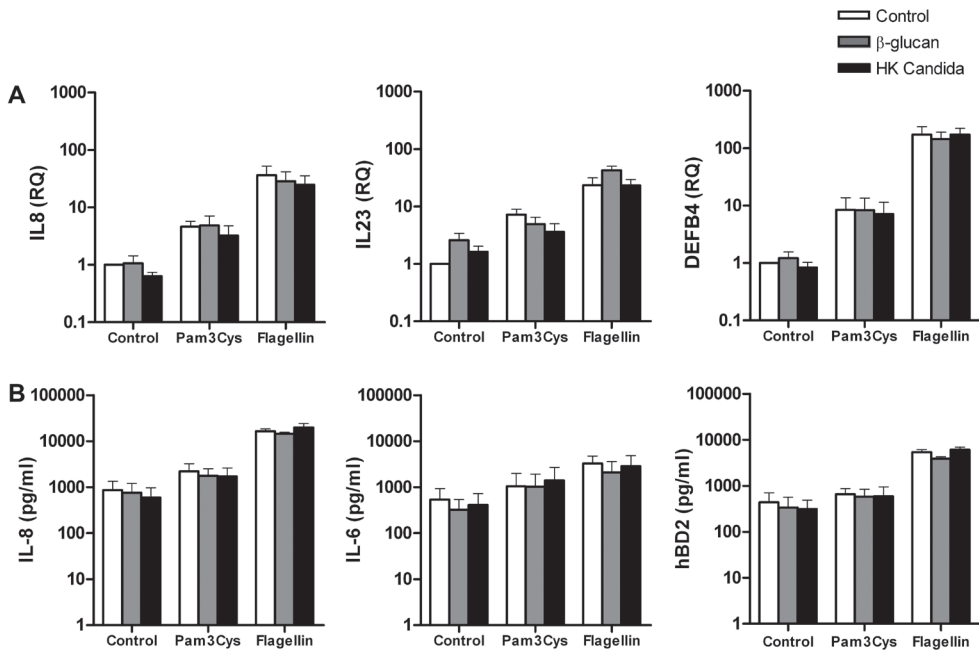 Control
β-glucan
HK Candida
A
IL8 (RQ)
1000
100
10
1
0.1
Control Pam3Cys Flagellin
IL23 (RQ)
1000
100
10
1
0.1
Control Pam3Cys Flagellin
DEFB4 (RQ)
1000
100
10
1
0.1
Control Pam3Cys Flagellin
B
IL-8 (pg/ml)
100000
10000
1000
100
10
1
Control Pam3Cys Flagellin
IL-6 (pg/ml)
100000
10000
1000
100
10
1
Control Pam3Cys Flagellin
hBD2 (pg/ml)
100000
10000
1000
100
10
1
Control Pam3Cys Flagellin